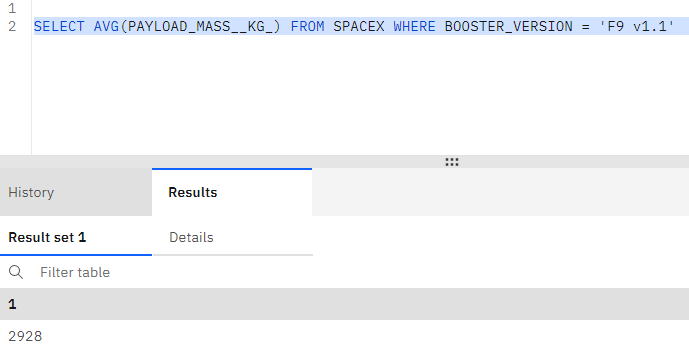 1
2 SELECT AVG(PAYLOAD_MASS__KG_) FROM SPACEX WHERE BOOSTER_VERSION = 'F9 v1.1'
History Results
Result set 1 Details
Filter table
1
2928